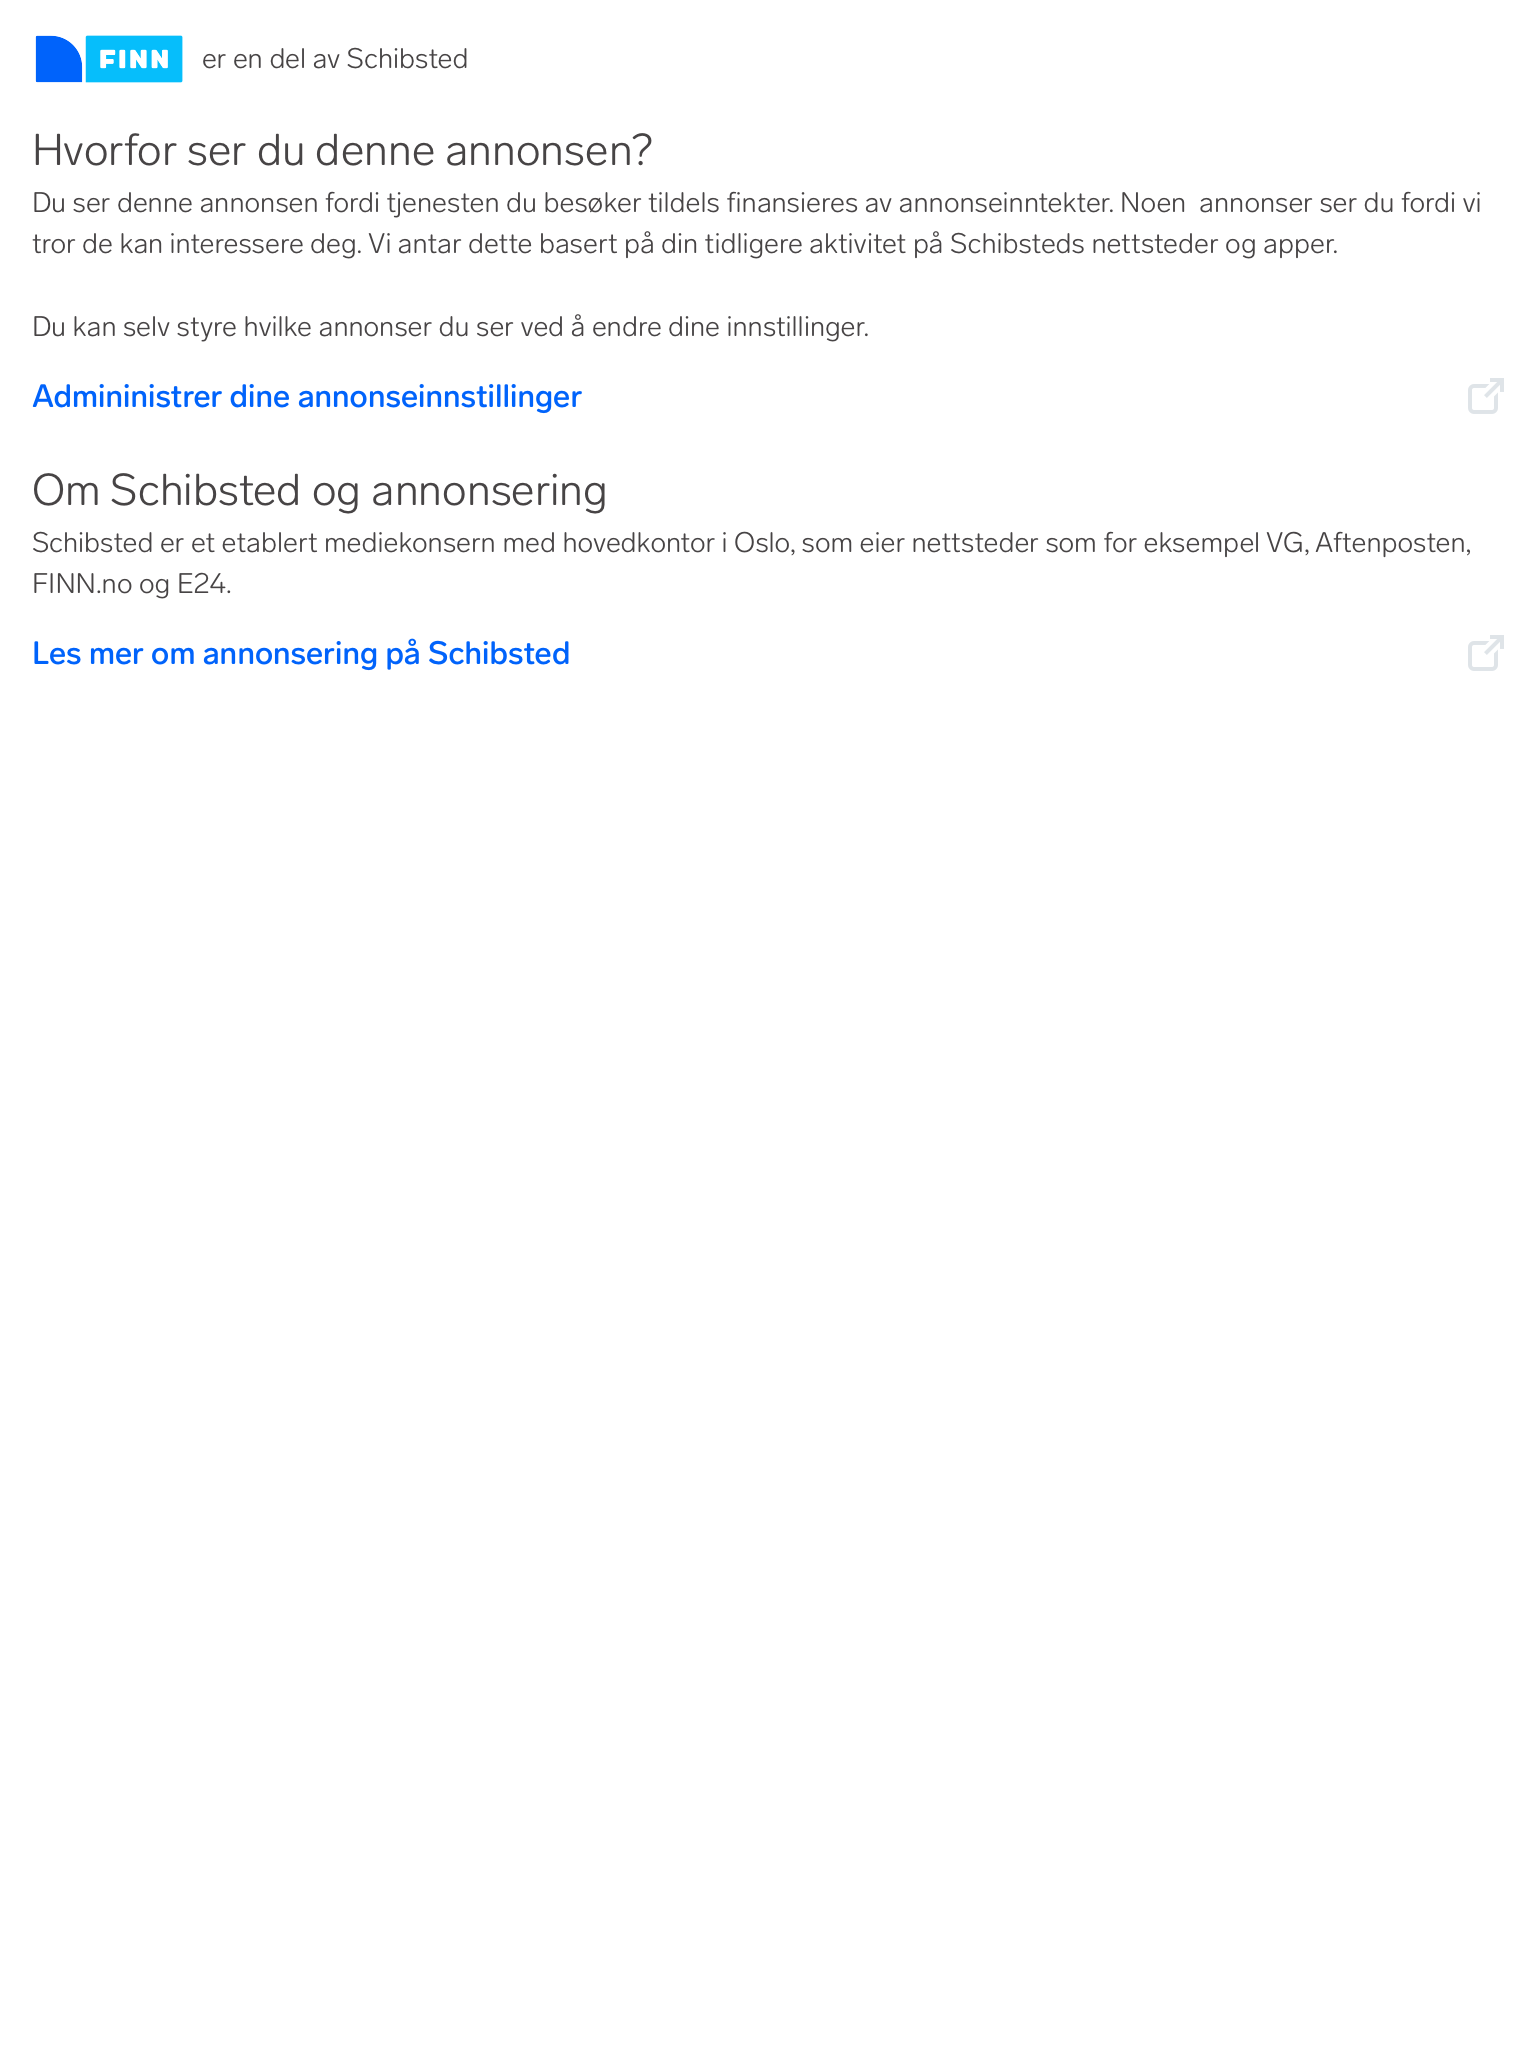 FINN er en del av Schibsted
Hvorfor ser du denne annonsen?
Du ser denne annonsen fordi tjenesten du besøker tildels finansieres av annonseinntekter. Noen  annonser ser du fordi vi
tror de kan interessere deg. Vi antar dette basert på din tidligere aktivitet på Schibsteds nettsteder og apper.
Du kan selv styre hvilke annonser du ser ved å endre dine innstillinger.
Admininistrer dine annonseinnstillinger
Om Schibsted og annonsering
Schibsted er et etablert mediekonsern med hovedkontor i Oslo, som eier nettsteder som for eksempel VG, Aftenposten,
FINN.no og E24.
Les mer om annonsering på Schibsted